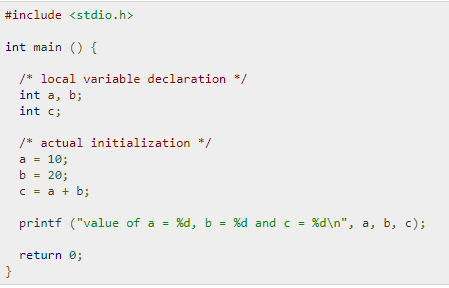 #include <stdio.h>
int main () {
/* local variable declaration */
int a, b;
int c;
/* actual initialization */
a = 10;
b = 20;
c = a + b;
printf ("value of a = %d, b = %d and c = %d\n", a, b, c);
return 0;
}